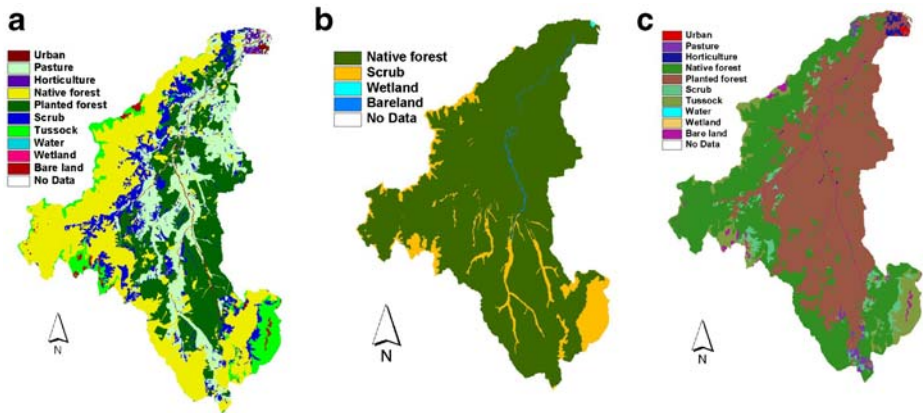 a
Urban
Pasture
Horticulture
Native forest
Planted forest
Scrub
Tussock
Water
Wetland
Bare land
No Data
N
b
Native forest
Scrub
Wetland
Bareland
No Data
N
c
Urban
Pasture
Horticulture
Native forest
Planted forest
Scrub
Tussock
Water
Wetland
Bare land
No Data
N